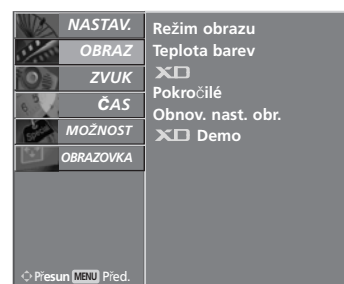 NASTAV.
OBRAZ
ZVUK
ČAS
MOŽNOST
OBRAZOVKA
Režim obrazu
Teplota barev
XD
Pokročilé
Obnov. nast. obr.
XD Demo
Přesun MENU Před.